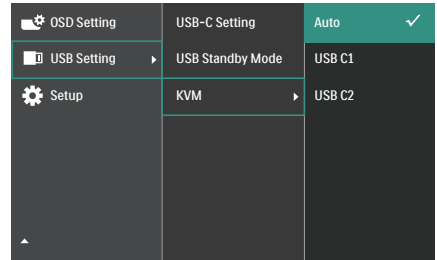 OSD Setting
USB Setting
Setup
USB-C Setting
USB Standby Mode
KVM
Auto
USB C1
USB C2